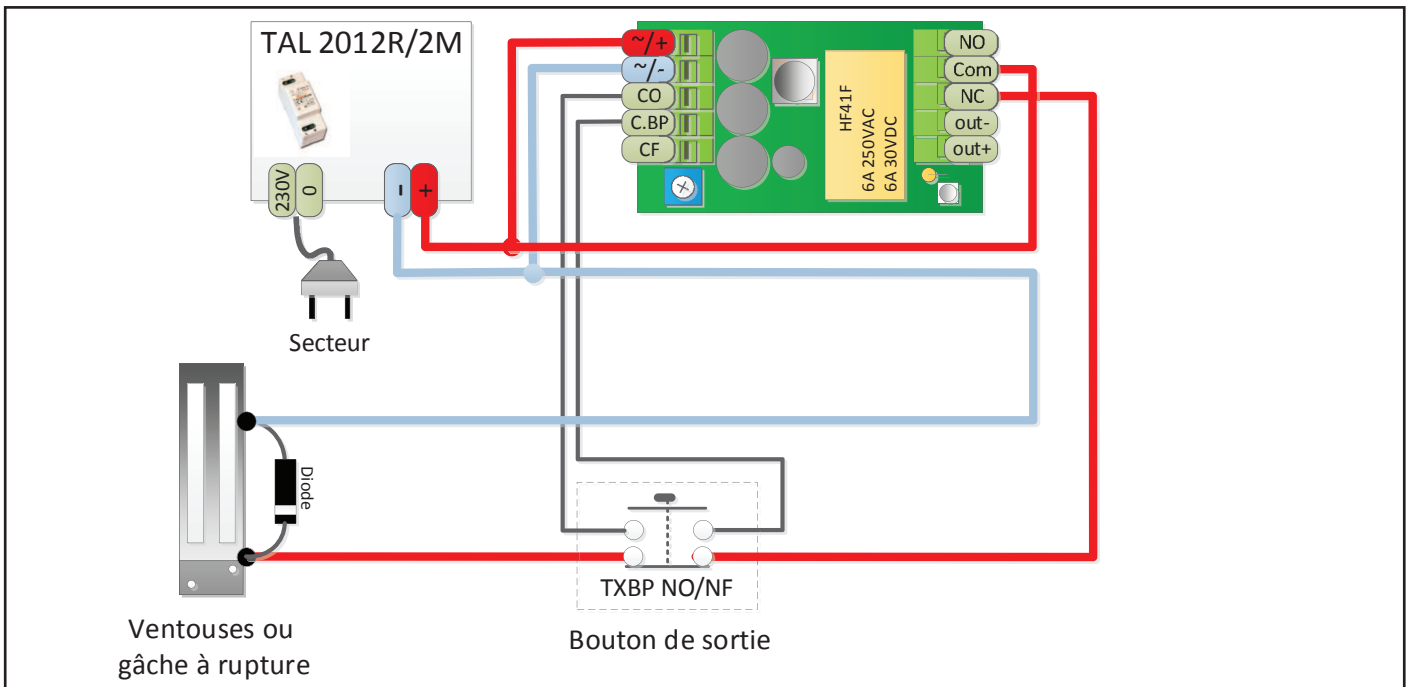 TAL 2012R/2M
230V
0
-
+
Secteur
~/+
~/-
CO
C.BP
CF
HF41F
6A 250VAC
6A 30VDC
NO
Com
NC
out-
out+
Diode
TXBP NO/NF
Bouton de sortie
Ventouses ou
gâche à rupture